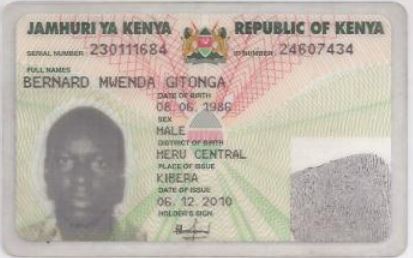 JAMHURI YA KENYA REPUBLIC OF KENYA
SERIAL NUMBER 230111684 ID NUMBER 24607434
FULL NAMES
BERNARD MWENDA GITONGA
DATE OF BIRTH
08. 06. 1986
SEX
MALE
DISTRICT OF BIRTH
MERU CENTRAL
PLACE OF ISSUE
KIBERA
DATE OF ISSUE
06. 12. 2010
HOLDER'S SIGN.